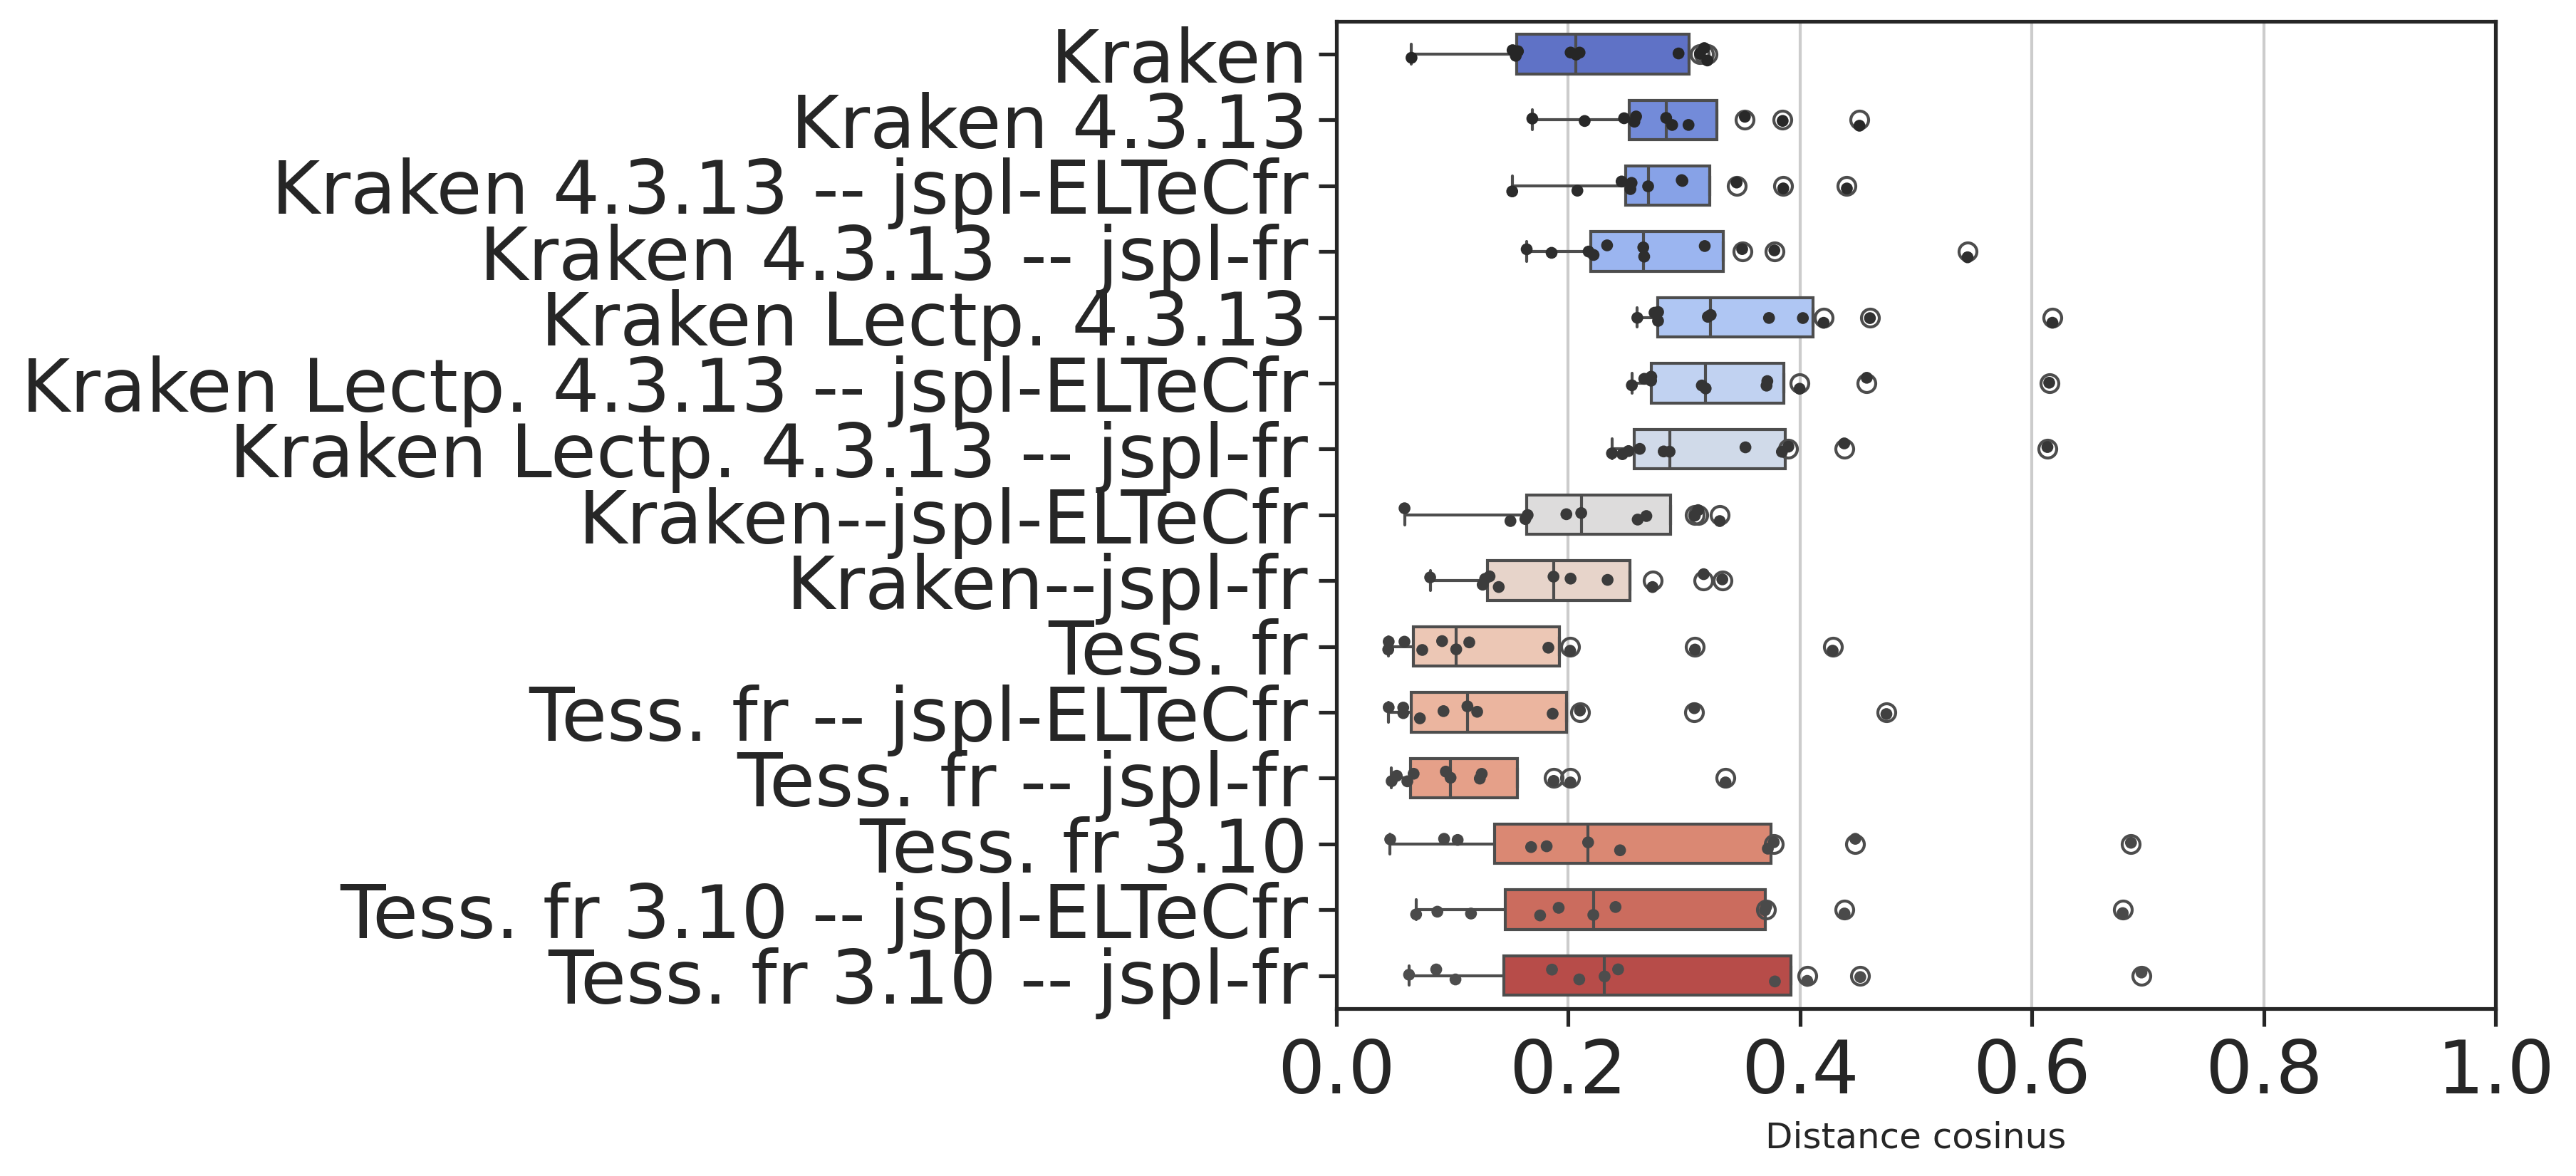 Kraken
Kraken 4.3.13
Kraken 4.3.13 -- jspl-ELTeCfr
Kraken 4.3.13 -- jspl-fr
Kraken Lectp. 4.3.13
Kraken Lectp. 4.3.13 -- jspl-ELTeCfr
Kraken Lectp. 4.3.13 -- jspl-fr
Kraken--jspl-ELTeCfr
Kraken--jspl-fr
Tess. fr
Tess. fr -- jspl-ELTeCfr
Tess. fr -- jspl-fr
Tess. fr 3.10
Tess. fr 3.10 -- jspl-ELTeCfr
Tess. fr 3.10 -- jspl-fr
0.0 0.2 0.4 0.6 0.8 1.0
Distance cosinus